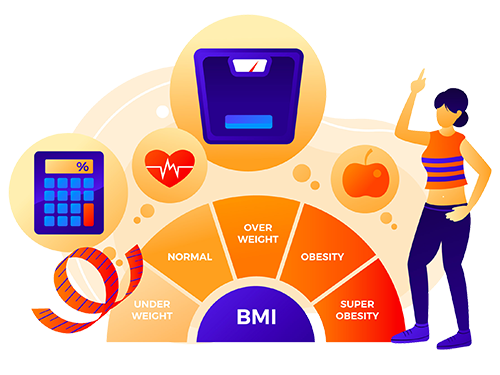 %
OVER
WEIGHT
NORMAL
OBESITY
UNDER
WEIGHT
BMI
SUPER
OBESITY